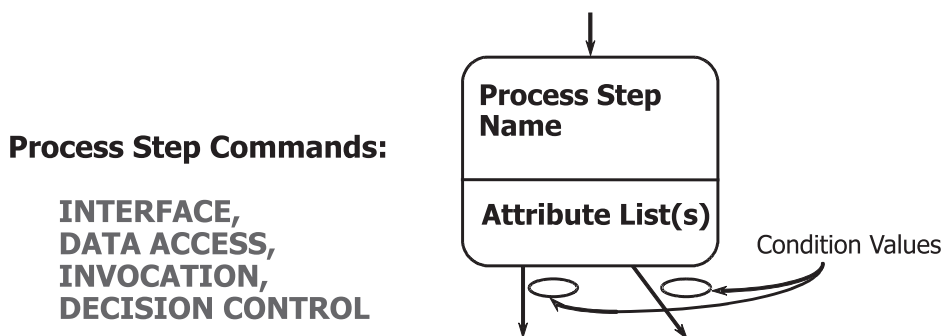 Process Step Commands:
INTERFACE,
DATA ACCESS,
INVOCATION,
DECISION CONTROL
Process Step
Name
Attribute List(s)
Condition Values